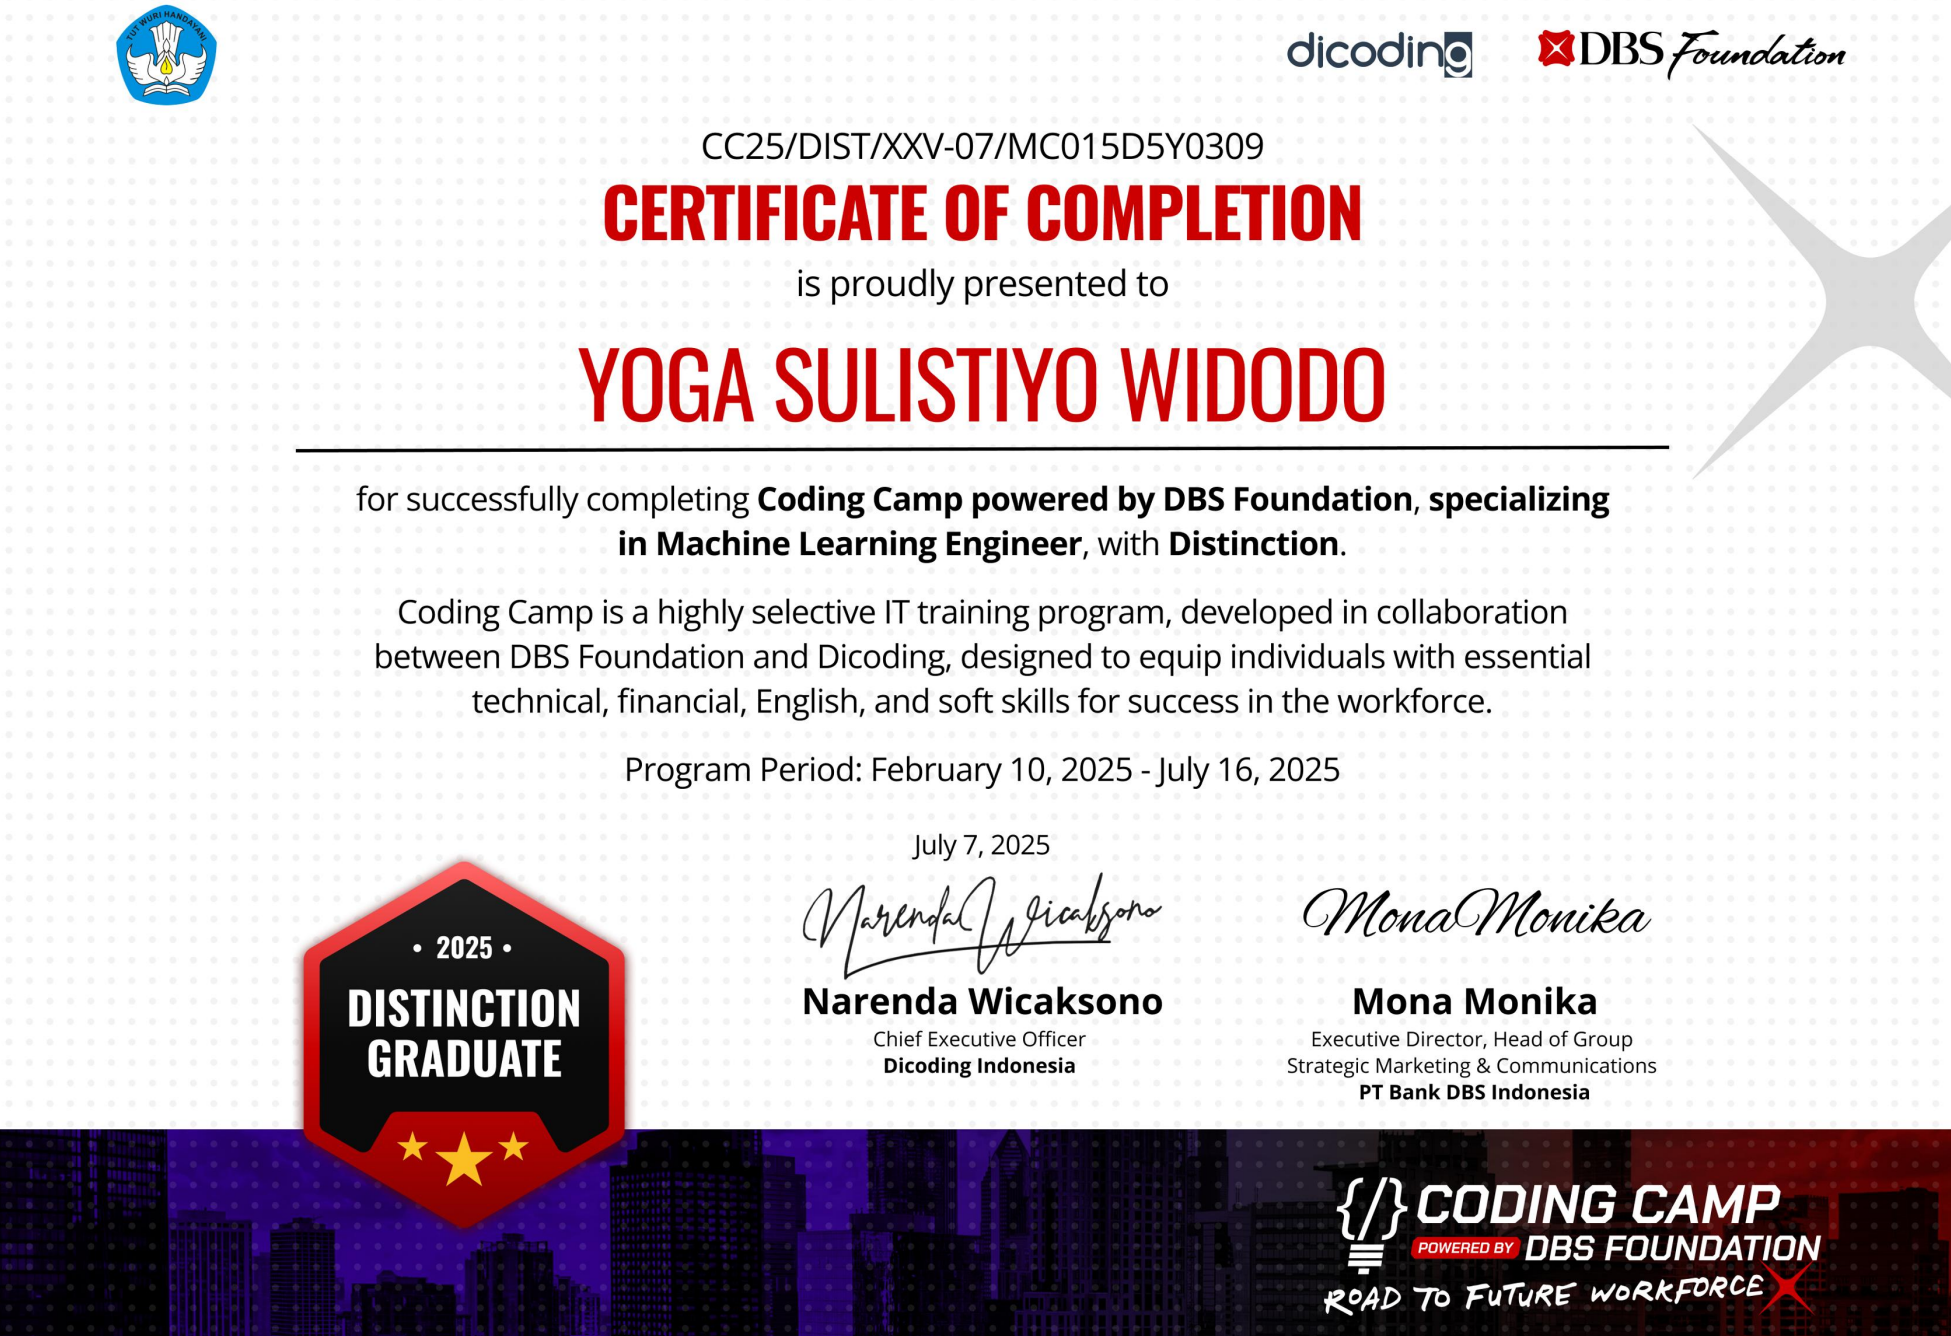 TUT WURI HANDAYANI
dicoding
DBS Foundation
CC25/DIST/XXV-07/MC015D5Y0309
CERTIFICATE OF COMPLETION
is proudly presented to
YOGA SULISTIYO WIDODO
for successfully completing Coding Camp powered by DBS Foundation, specializing
in Machine Learning Engineer, with Distinction.
Coding Camp is a highly selective IT training program, developed in collaboration
between DBS Foundation and Dicoding, designed to equip individuals with essential
technical, financial, English, and soft skills for success in the workforce.
Program Period: February 10, 2025 - July 16, 2025
July 7, 2025
Narenda Wicaksono
Narenda Wicaksono
Chief Executive Officer
Dicoding Indonesia
Mona Monika
Mona Monika
Executive Director, Head of Group
Strategic Marketing & Communications
PT Bank DBS Indonesia
• 2025 •
DISTINCTION
GRADUATE
{/} CODING CAMP
POWERED BY DBS FOUNDATION
ROAD TO FUTURE WORKFORCE